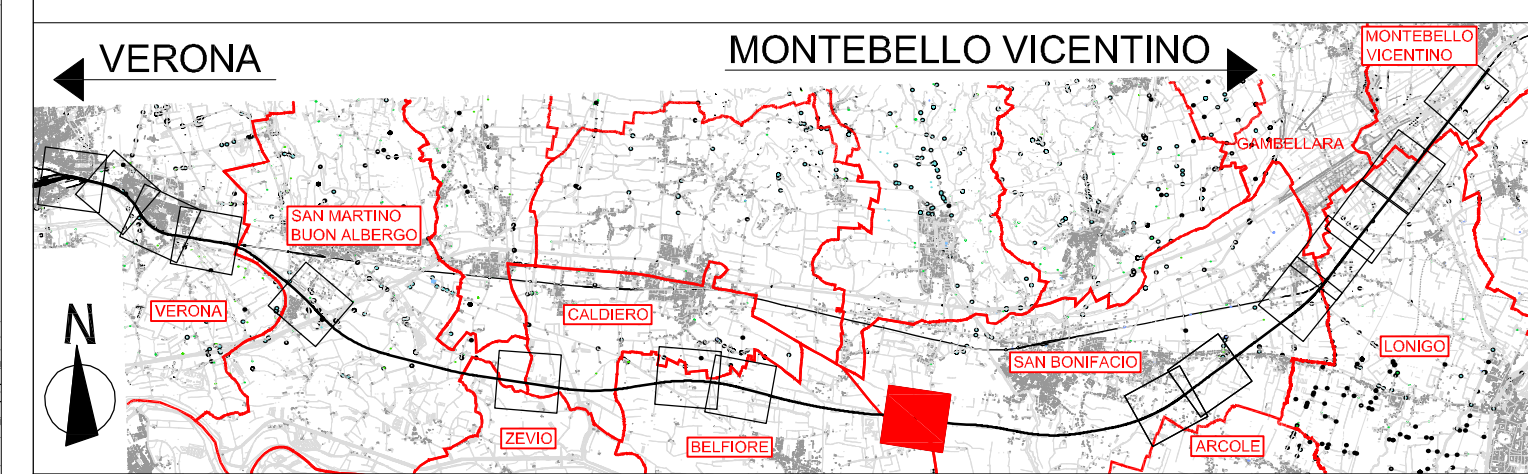 VERONA
MONTEBELLO VICENTINO
MONTEBELLO
VICENTINO
GAMBELLARA
SAN MARTINO
BUON ALBERGO
VERONA
N
CALDIERO
SAN BONIFACIO
LONIGO
ZEVIO
BELFIORE
ARCOLE